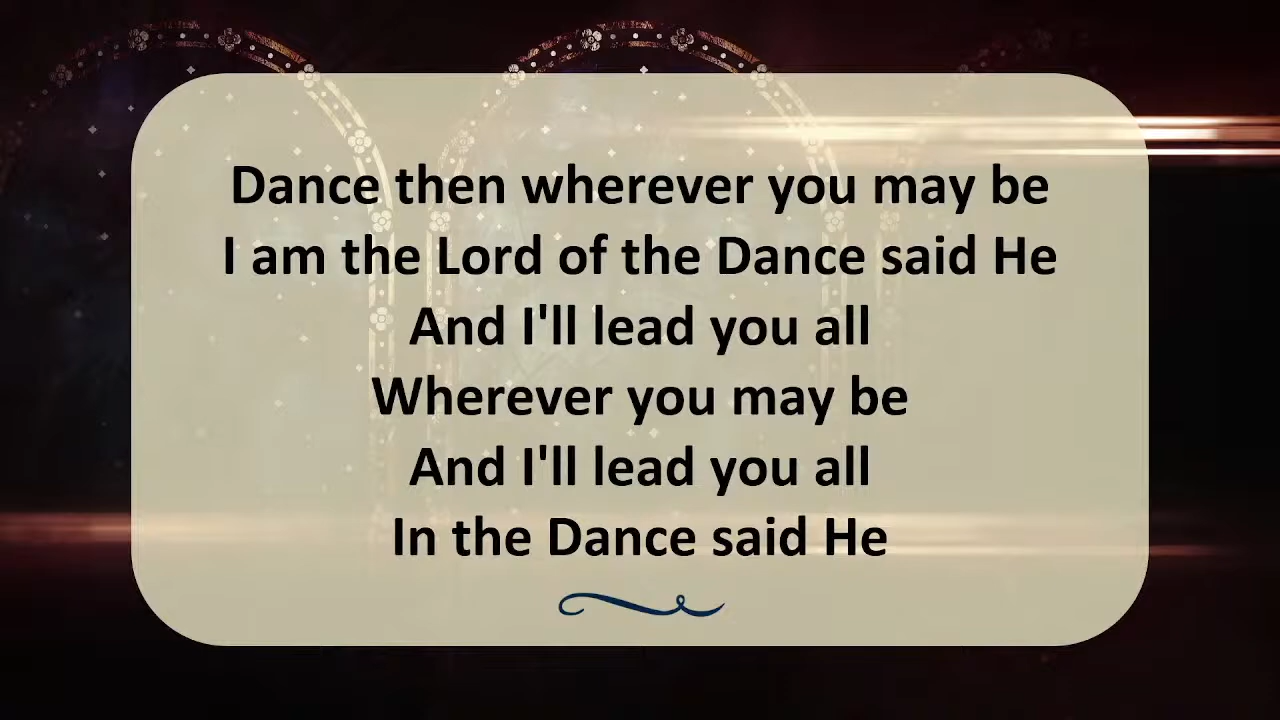 Dance then wherever you may be
I am the Lord of the Dance said He
And I'll lead you all
Wherever you may be
And I'll lead you all
In the Dance said He